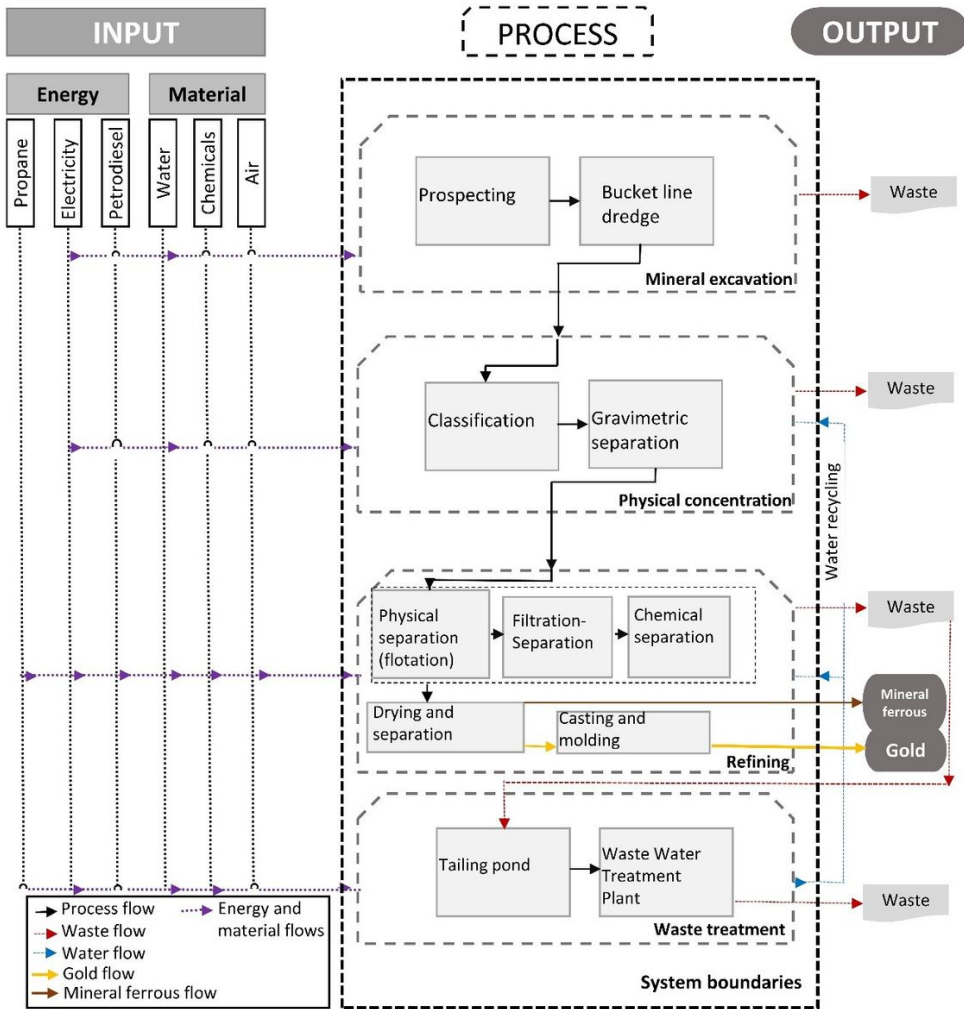 INPUT
PROCESS
OUTPUT
Energy
Material
Propane
Electricity
Petrodiesel
Water
Chemicals
Air
Prospecting
Bucket line
dredge
Mineral excavation
Waste
Classification
Gravimetric
separation
Physical concentration
Waste
Water recycling
Physical
separation
(flotation)
Filtration-
Separation
Chemical
separation
Waste
Drying and
separation
Casting and
molding
Refining
Mineral
ferrous
Gold
Tailing pond
Waste Water
Treatment
Plant
Waste treatment
Waste
System boundaries
Process flow
Waste flow
Water flow
Gold flow
Mineral ferrous flow
Energy and
material flows